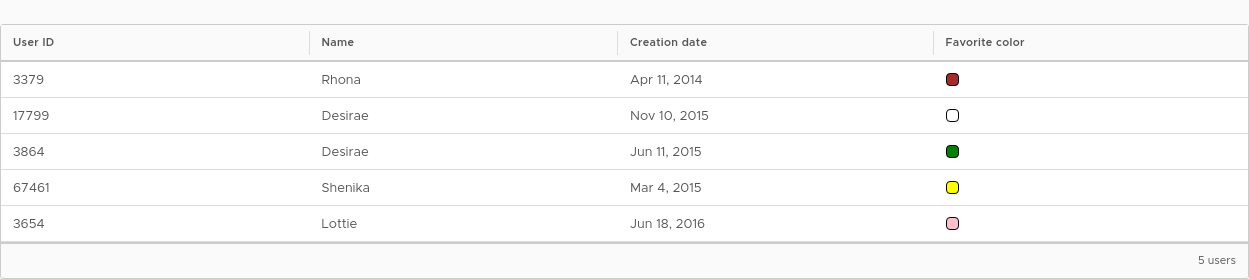 User ID Name Creation date Favorite color
3379 Rhona Apr 11, 2014
17799 Desirae Nov 10, 2015
3864 Desirae Jun 11, 2015
67461 Shenika Mar 4, 2015
3654 Lottie Jun 18, 2016
5 users